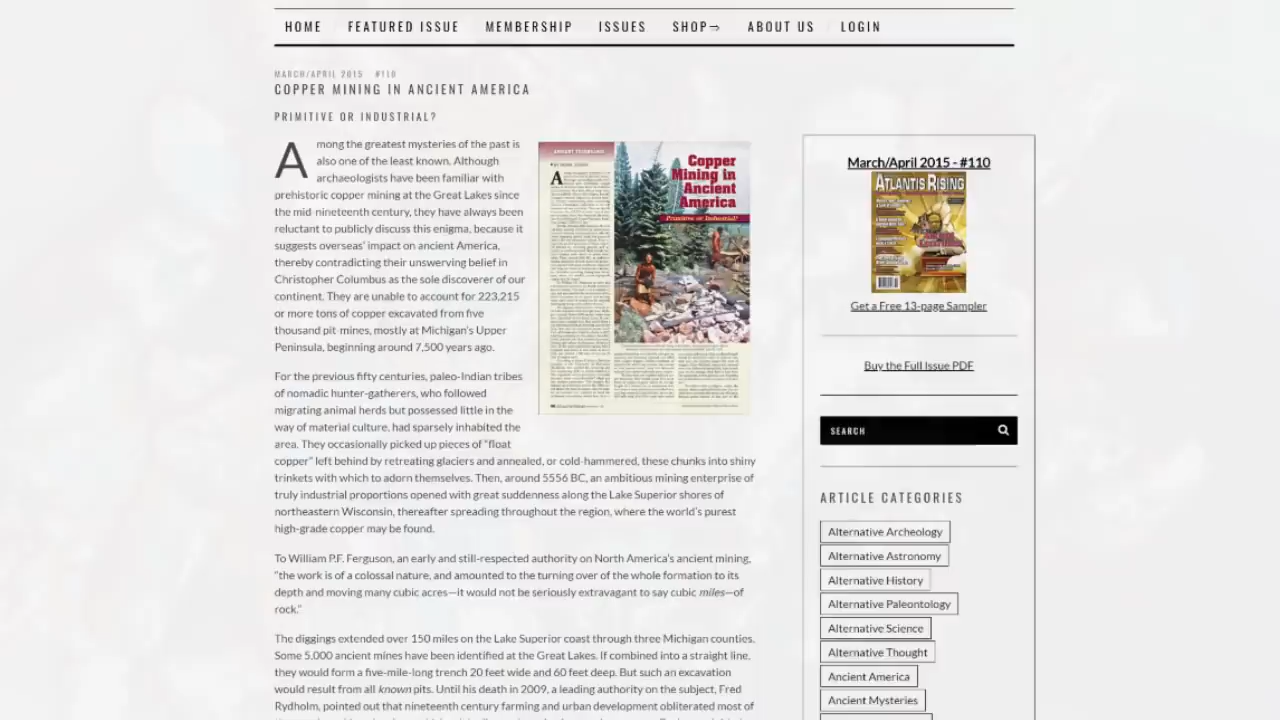 HOME FEATURED ISSUE MEMBERSHIP ISSUES SHOP⇒ ABOUT US LOGIN
MARCH/APRIL 2015 #110
COPPER MINING IN ANCIENT AMERICA
PRIMITIVE OR INDUSTRIAL?
Among the greatest mysteries of the past is
also one of the least known. Although
archaeologists have been familiar with
prehistoric copper mining at the Great Lakes since
the mid-nineteenth century, they have always been
reluctant to publicly discuss this enigma, because it
suggests overseas' impact on ancient America,
thereby contradicting their unswerving belief in
Christopher Columbus as the sole discoverer of our
continent. They are unable to account for 223,215
or more tons of copper excavated from five
thousand mines, mostly at Michigan's Upper
Peninsula, beginning around 7,500 years ago.
For the previous fifty centuries, paleo-Indian tribes
of nomadic hunter-gatherers who followed
migrating animal herds but possessed little in the
way of material culture, had sparsely inhabited the
area. They occasionally picked up pieces of "float
copper" left behind by retreating glaciers and annealed, or cold-hammered, these chunks into shiny
trinkets with which to adorn themselves. Then, around 5556 BC, an ambitious mining enterprise of
truly industrial proportions opened with great suddenness along the Lake Superior shores of
northeastern Wisconsin, thereafter spreading throughout the region, where the world's purest
high-grade copper may be found.
To William P.F. Ferguson, an early and still-respected authority on North America's ancient mining,
"the work is of a colossal nature, and amounted to the turning over of the whole formation to its
depth and moving many cubic acres—it would not be seriously extravagant to say cubic miles—of
rock."
The diggings extended over 150 miles on the Lake Superior coast through three Michigan counties.
Some 5,000 ancient mines have been identified at the Great Lakes. If combined into a straight line,
they would form a five-mile-long trench 20 feet wide and 60 feet deep. But such an excavation
would result from all known pits. Until his death in 2009, a leading authority on the subject, Fred
Rydholm, pointed out that nineteenth century farming and urban development obliterated most of
Copper
Mining in
Ancient
America
Primitive or Industrial?
March/April 2015 - #110
ATLANTIS RISING
Get a Free 13-page Sampler
Buy the Full Issue PDF
SEARCH
ARTICLE CATEGORIES
Alternative Archeology
Alternative Astronomy
Alternative History
Alternative Paleontology
Alternative Science
Alternative Thought
Ancient America
Ancient Mysteries